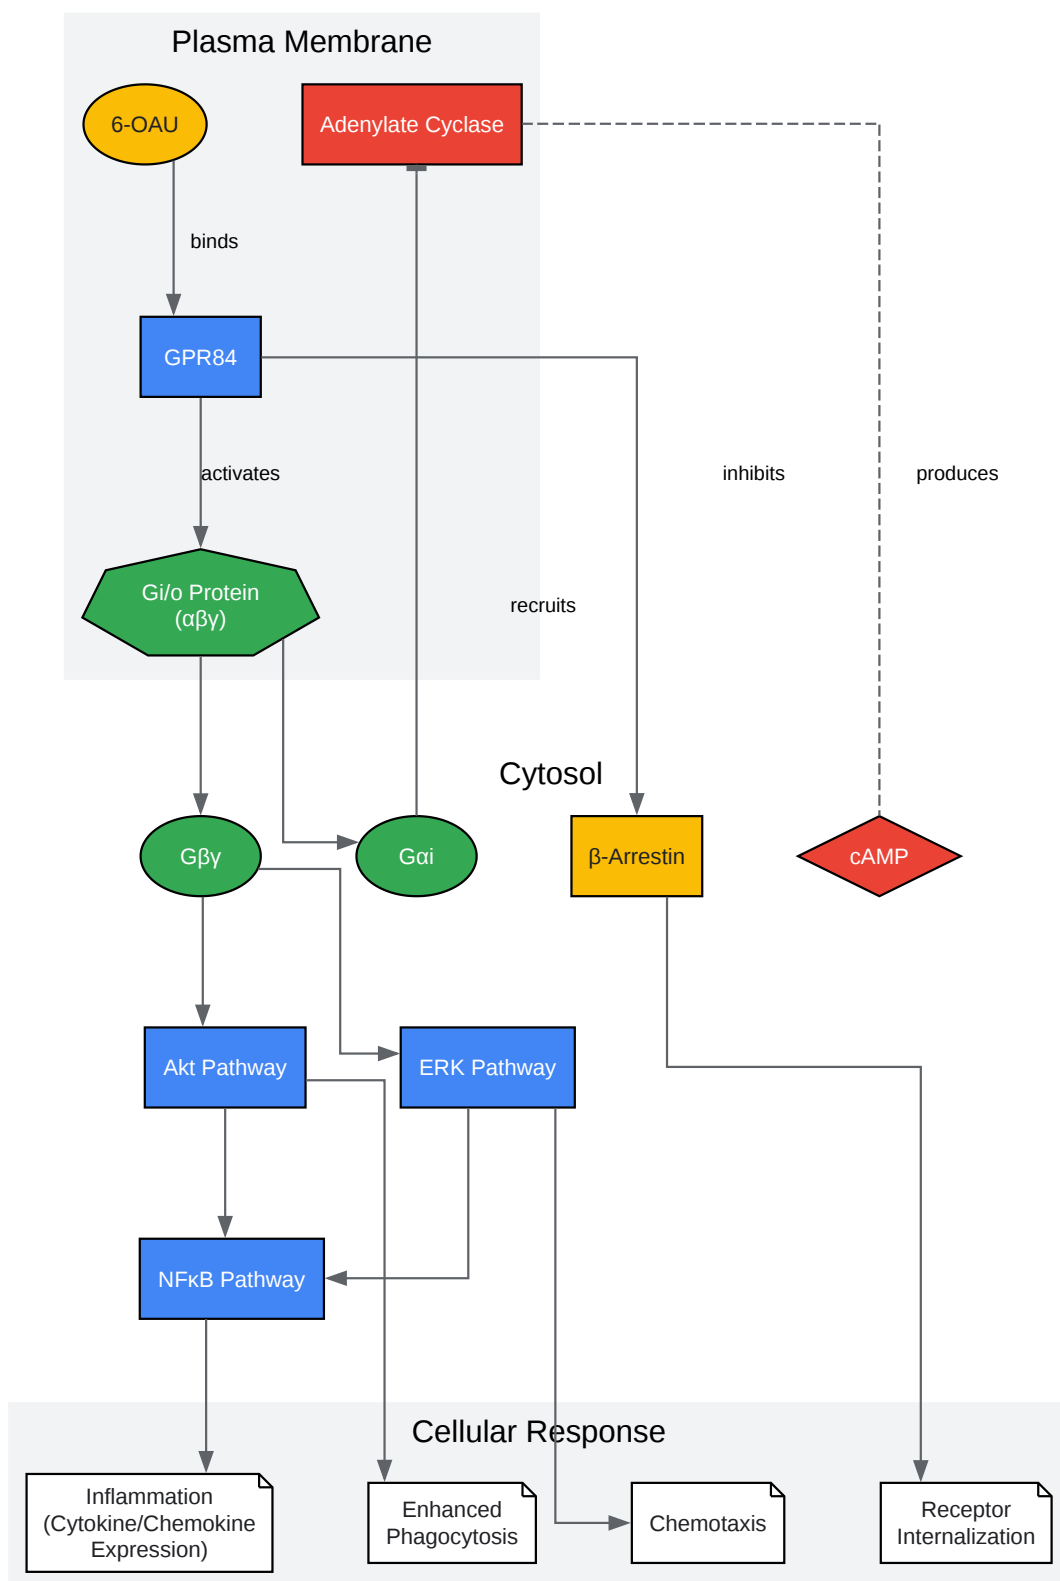 Plasma Membrane
6-OAU
Adenylate Cyclase
binds
GPR84
activates
inhibits
produces
Gi/o Protein
(αβγ)
recruits
Cytosol
Gβγ
Gαi
β-Arrestin
cAMP
Akt Pathway
ERK Pathway
NFκB Pathway
Cellular Response
Inflammation
(Cytokine/Chemokine
Expression)
Enhanced
Phagocytosis
Chemotaxis
Receptor
Internalization